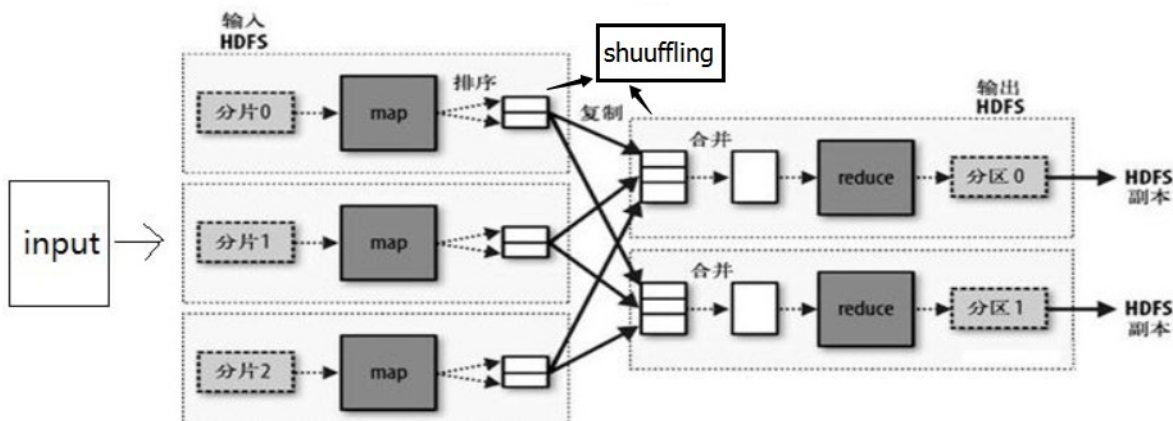 输入
HDFS
shuuffling
排序
分片0
map
复制
输出
HDFS
合并
reduce
分区0
HDFS
副本
input
分片1
map
合并
reduce
分区1
HDFS
副本
分片2
map